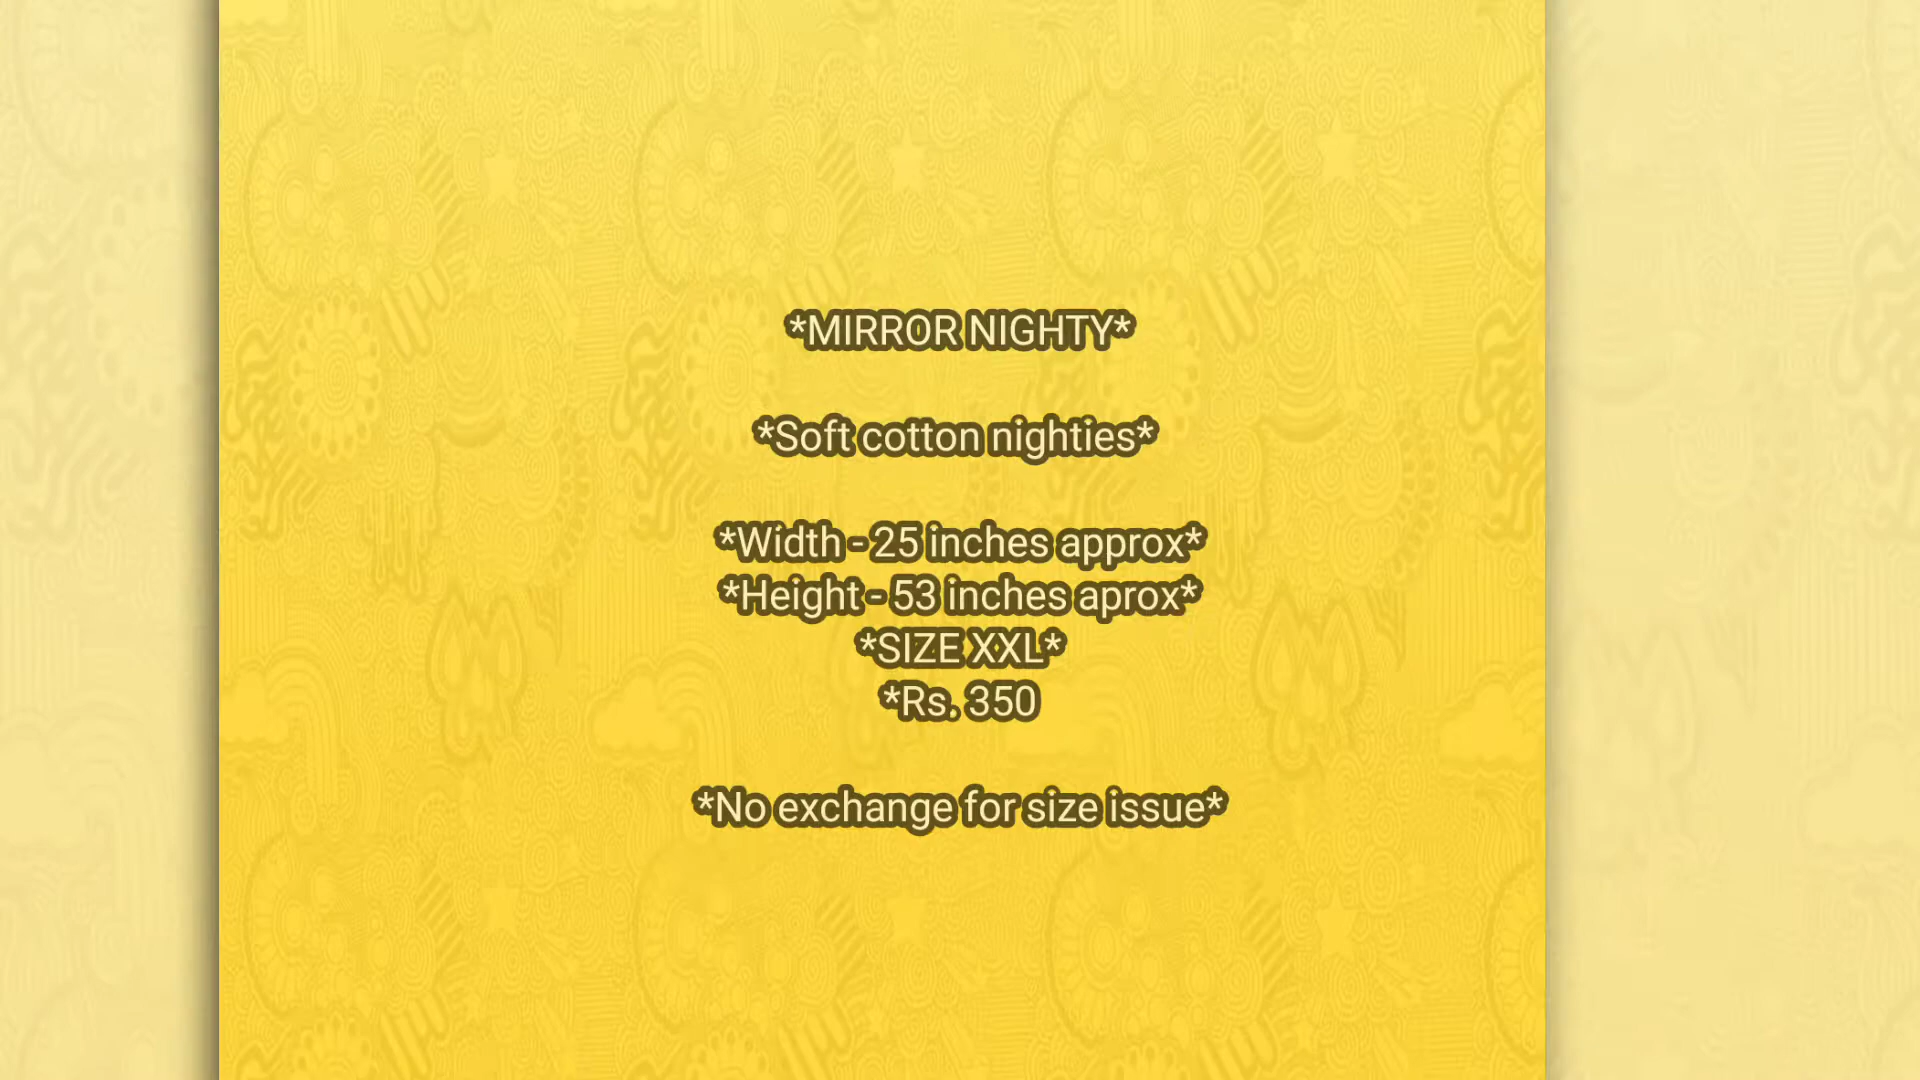 *MIRROR NIGHTY*
*Soft cotton nighties*
*Width - 25 inches approx*
*Height - 53 inches aprox*
*SIZE XXL*
*Rs. 350
*No exchange for size issue*